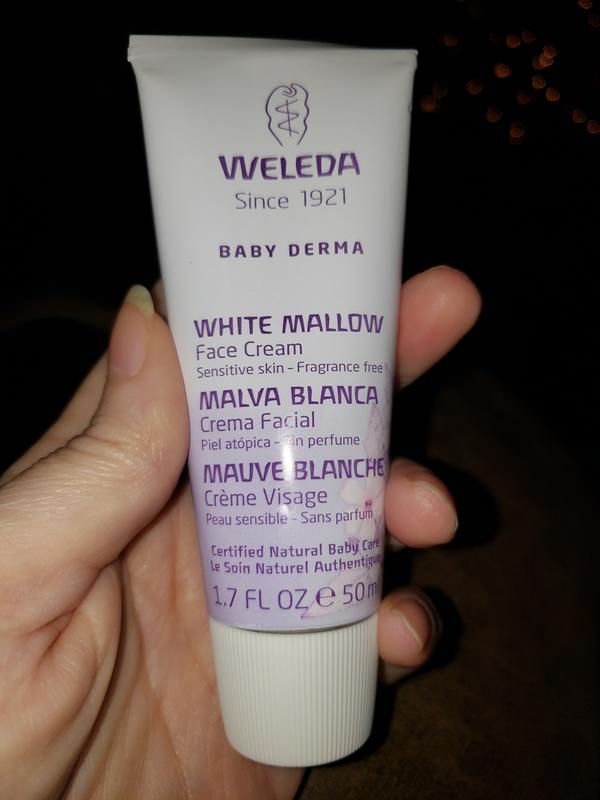 WELEDA
Since 1921
BABY DERMA
WHITE MALLOW
Face Cream
Sensitive skin – Fragrance free
MALVA BLANCA
Crema Facial
Piel atópica – Sin perfume
MAUVE BLANCHE
Crème Visage
Peau sensible – Sans parfum
Certified Natural Baby Care
Le Soin Naturel Authentique
1,7 FL OZ ℮ 50 ml